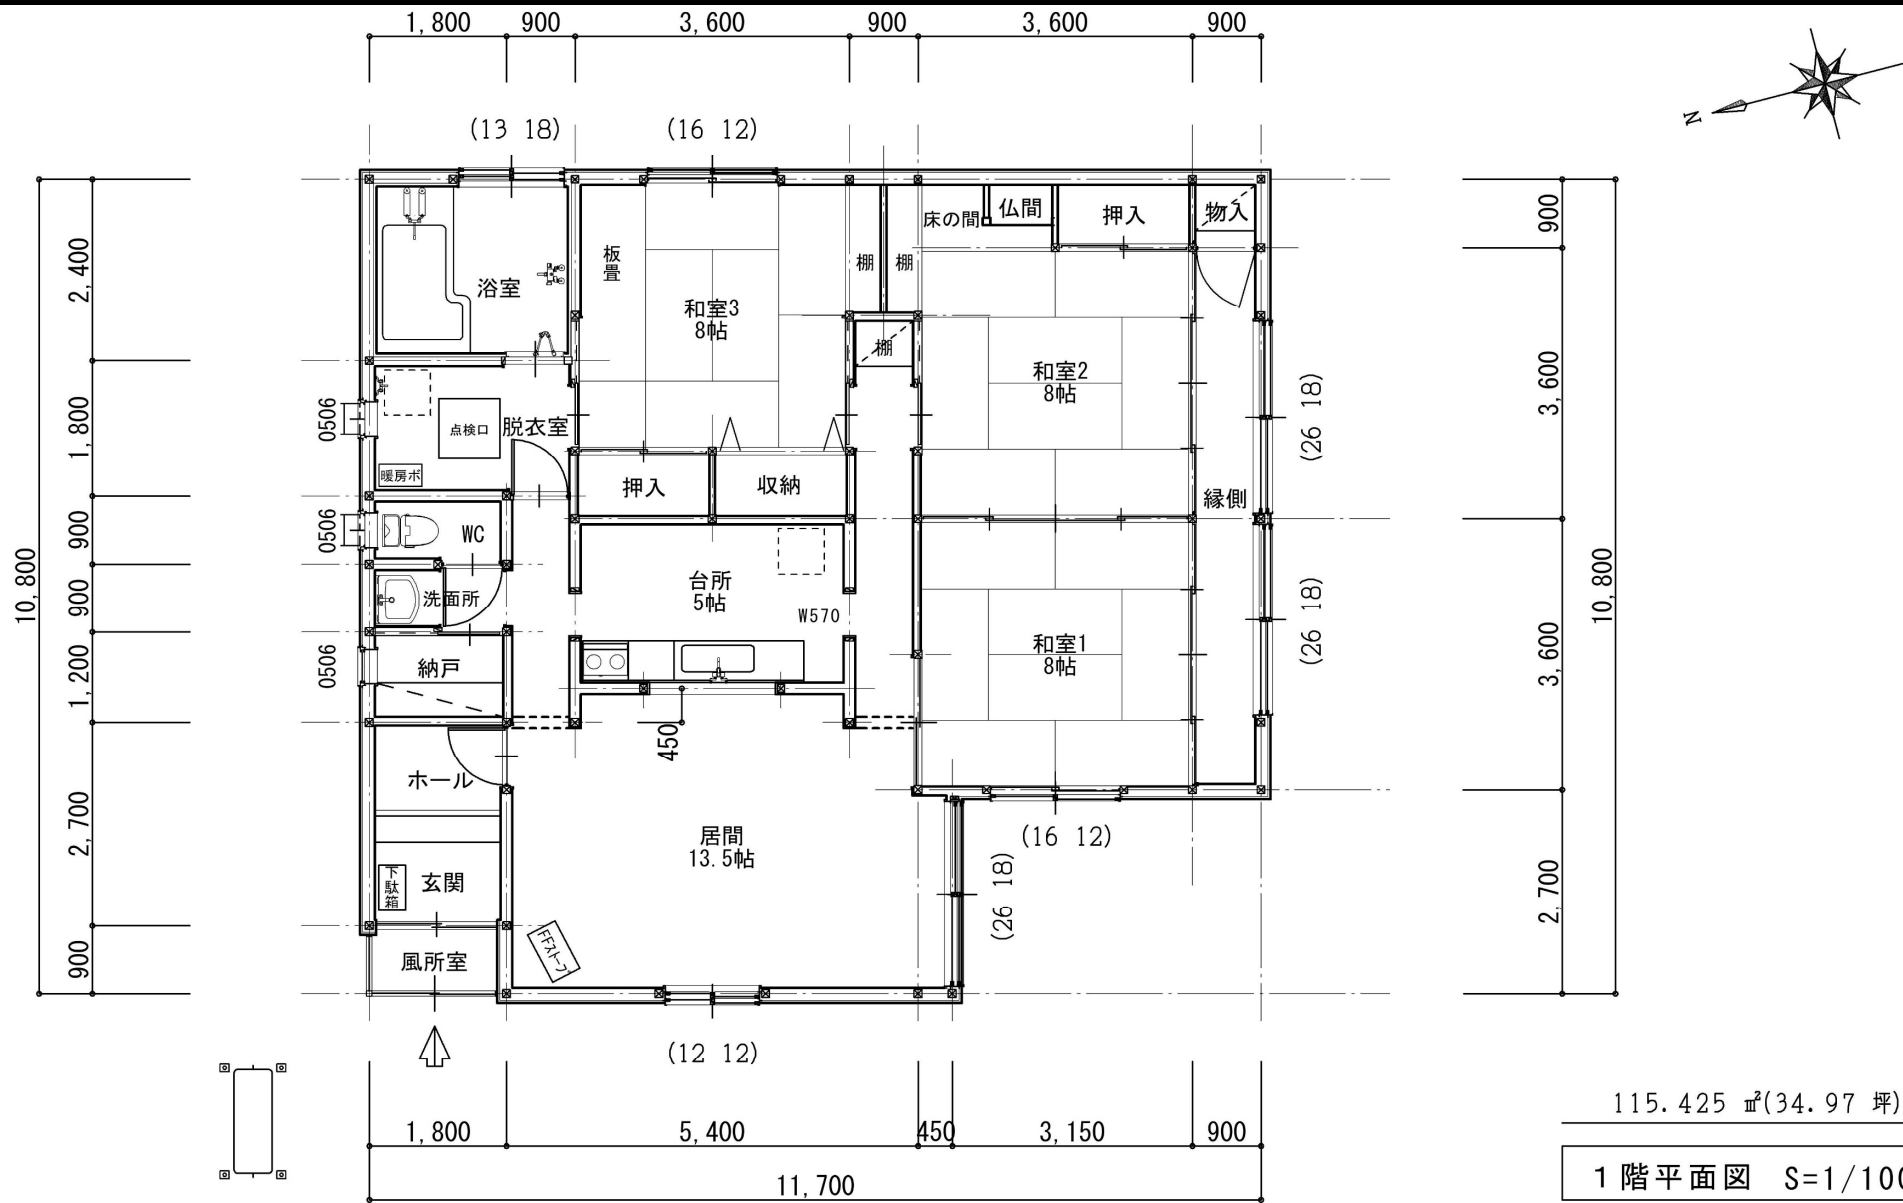 1,800 900 3,600 900 3,600 900
N
(13 18) (16 12)
2,400
1,800
900
900
1,200
2,700
900
10,800
0506
0506
0506
浴室
板畳
和室3
8帖
棚 棚
棚
床の間
仏間
押入
物入
和室2
8帖
点検口
脱衣室
暖房ボ
押入
収納
縁側
WC
洗面所
台所
5帖
W570
納戸
和室1
8帖
450
ホール
居間
13.5帖
下駄箱
玄関
FFストーブ
風所室
(26 18)
(26 18)
(16 12)
(26 18)
(12 12)
900
3,600
3,600
2,700
10,800
1,800 5,400 450 3,150 900
11,700
115.425 ㎡(34.97 坪)
1階平面図 S=1/100